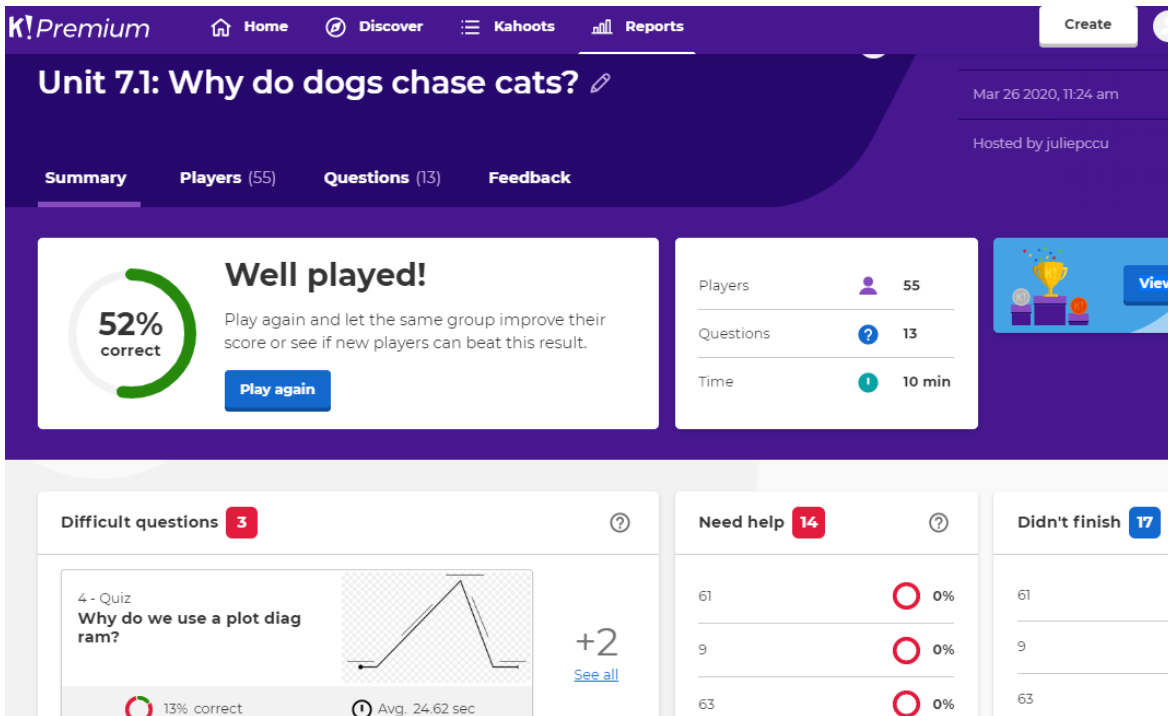 K! Premium
Home
Discover
Kahoots
Reports
Create
Unit 7.1: Why do dogs chase cats?
Mar 26 2020, 11:24 am
Hosted by juliepccu
Summary
Players (55)
Questions (13)
Feedback
52%
correct
Well played!
Play again and let the same group improve their
score or see if new players can beat this result.
Play again
Players 55
Questions ? 13
Time 10 min
View
Difficult questions 3 ?
4 - Quiz
Why do we use a plot diag
ram?
13% correct
Avg. 24.62 sec
+2
See all
Need help 14 ?
61 0%
9 0%
63 0%
Didn't finish 17
61
9
63